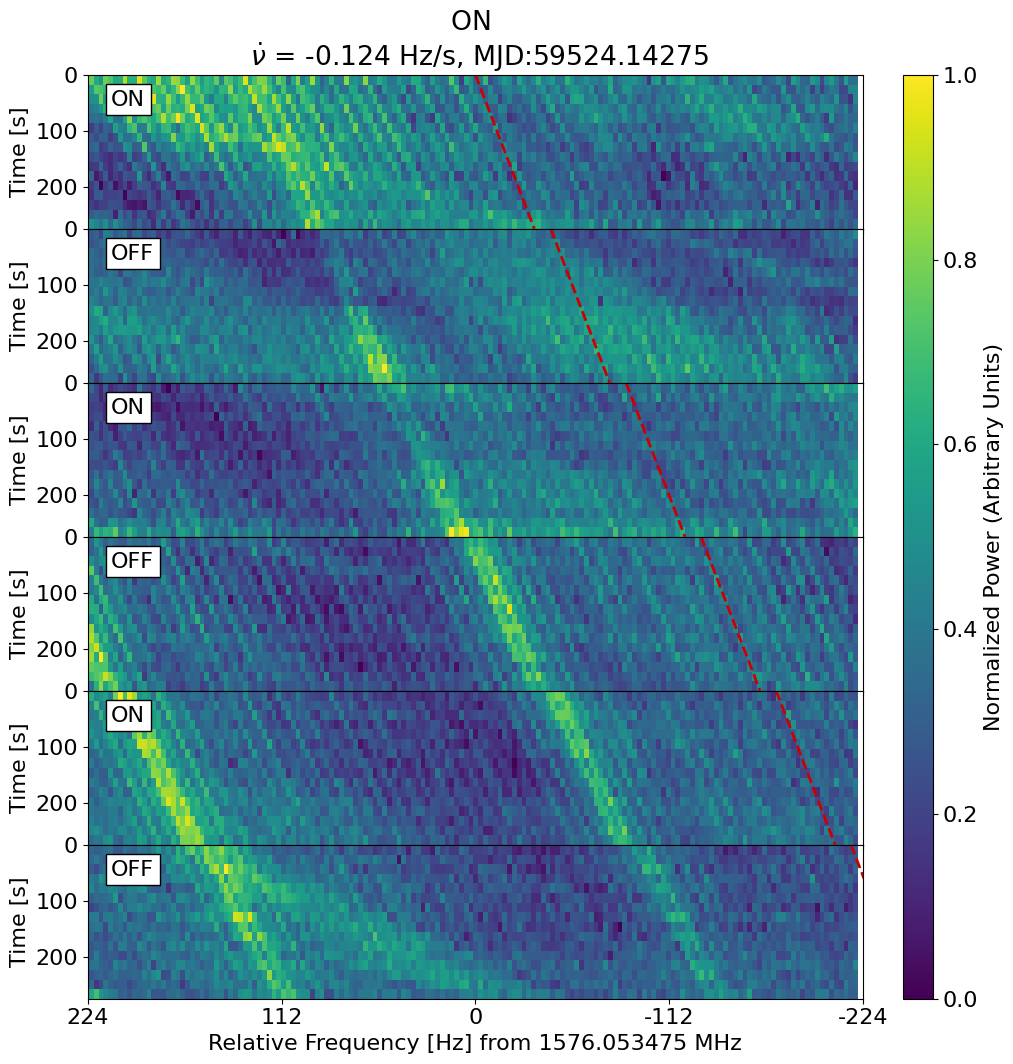 ON
ν̇ = -0.124 Hz/s, MJD:59524.14275
0
100
200
Time [s]
ON
0
100
200
Time [s]
OFF
0
100
200
Time [s]
ON
0
100
200
Time [s]
OFF
0
100
200
Time [s]
ON
0
100
200
Time [s]
OFF
224 112 0 -112 -224
Relative Frequency [Hz] from 1576.053475 MHz
1.0
0.8
0.6
0.4
0.2
0.0
Normalized Power (Arbitrary Units)